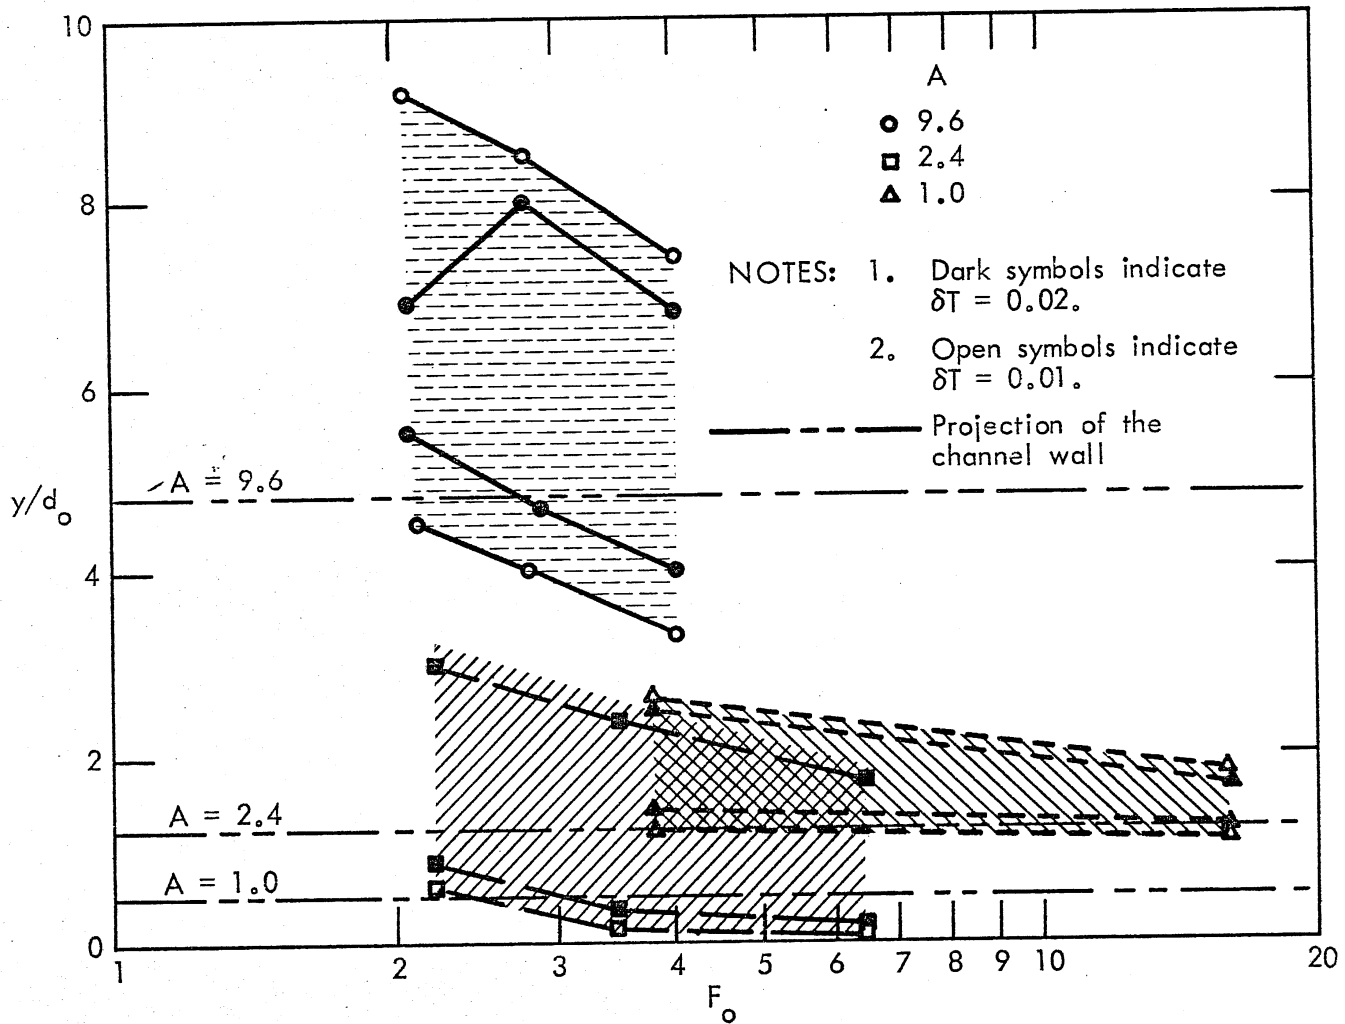 10
A
9.6
2.4
1.0
8
NOTES: 1. Dark symbols indicate
δT = 0.02.
2. Open symbols indicate
δT = 0.01.
6
Projection of the
channel wall
A = 9.6
y/do
4
2
A = 2.4
A = 1.0
0
1 2 3 4 5 6 7 8 9 10 20
Fo